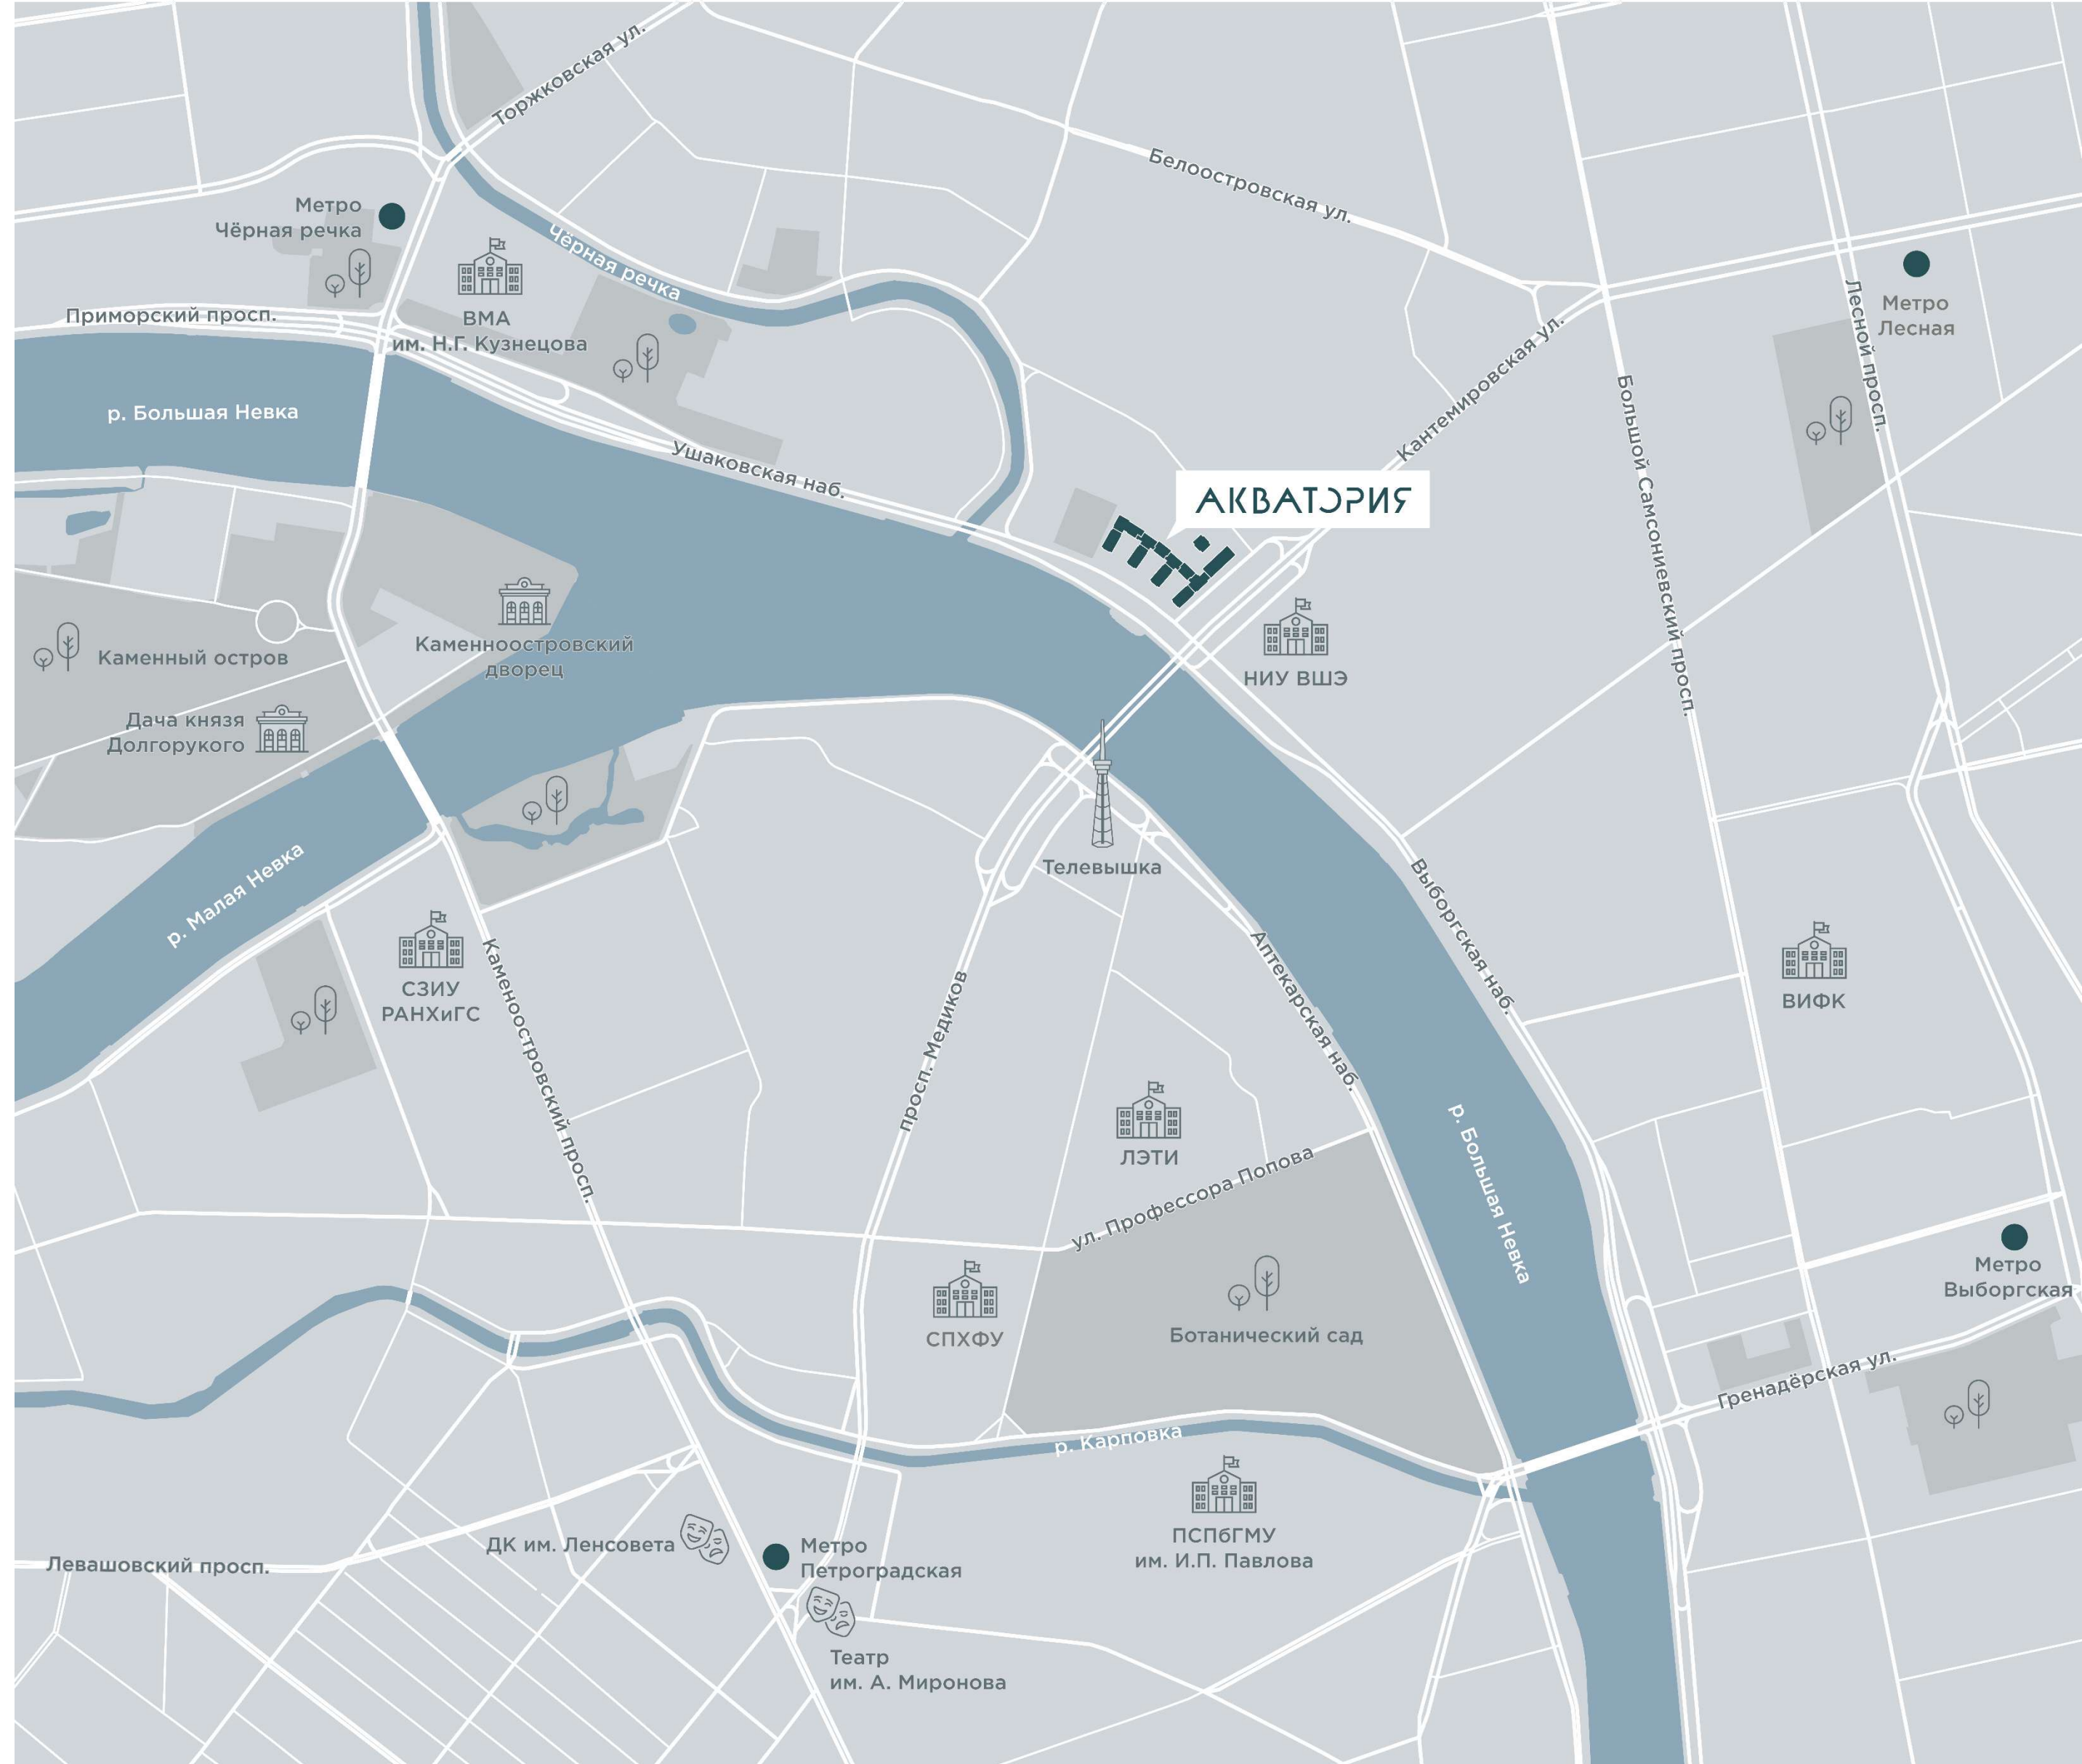 Торжковская ул.
Белоостровская ул.
Метро
Чёрная речка
Чёрная речка
Метро
Лесная
Лесной просп.
Приморский просп.
ВМА
им. Н.Г. Кузнецова
Кантемировская ул.
Большой Сампсониевский просп.
р. Большая Невка
Ушаковская наб.
АКВАТОРИЯ
Каменноостровский
дворец
Каменный остров
НИУ ВШЭ
Дача князя
Долгорукого
Телевышка
р. Малая Невка
Выборгская наб.
СЗИУ
РАНХиГС
Каменоостровский просп.
просп. Медиков
Аптекарская наб.
ВИФК
р. Большая Невка
ЛЭТИ
ул. Профессора Попова
Метро
Выборгская
СПХФУ
Ботанический сад
Гренадёрская ул.
р. Карповка
ДК им. Ленсовета
Метро
Петроградская
ПСПбГМУ
им. И.П. Павлова
Левашовский просп.
Театр
им. А. Миронова